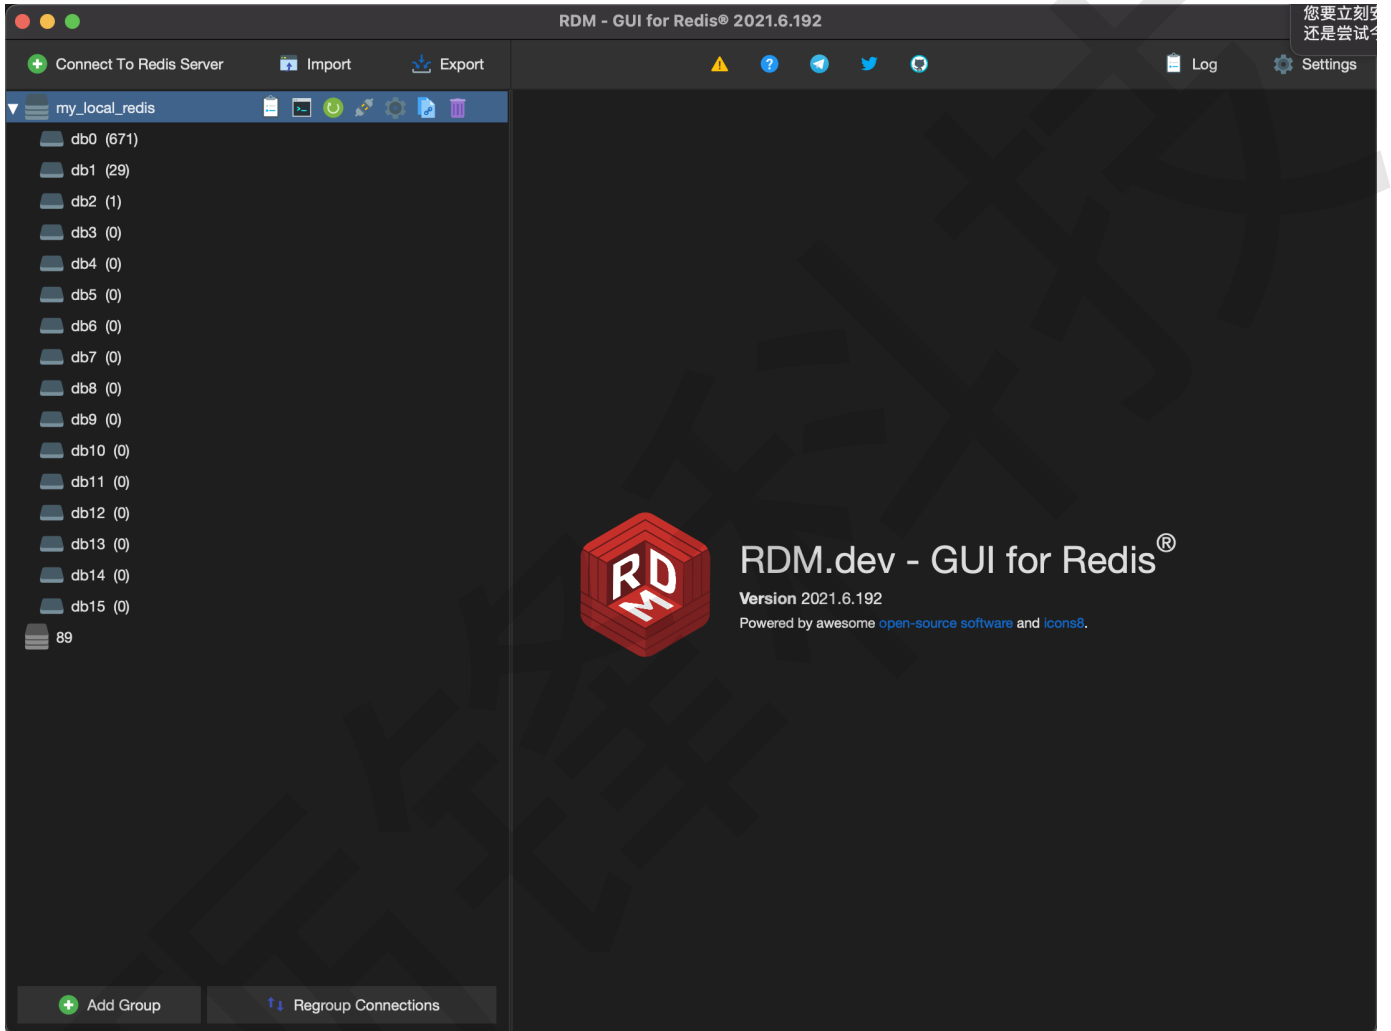 RDM - GUI for Redis® 2021.6.192
您要立刻安
还是尝试今
Connect To Redis Server
Import
Export
Log
Settings
my_local_redis
db0 (671)
db1 (29)
db2 (1)
db3 (0)
db4 (0)
db5 (0)
db6 (0)
db7 (0)
db8 (0)
db9 (0)
db10 (0)
db11 (0)
db12 (0)
db13 (0)
db14 (0)
db15 (0)
89
RDM
RDM.dev - GUI for Redis®
Version 2021.6.192
Powered by awesome open-source software and icons8.
Add Group
Regroup Connections